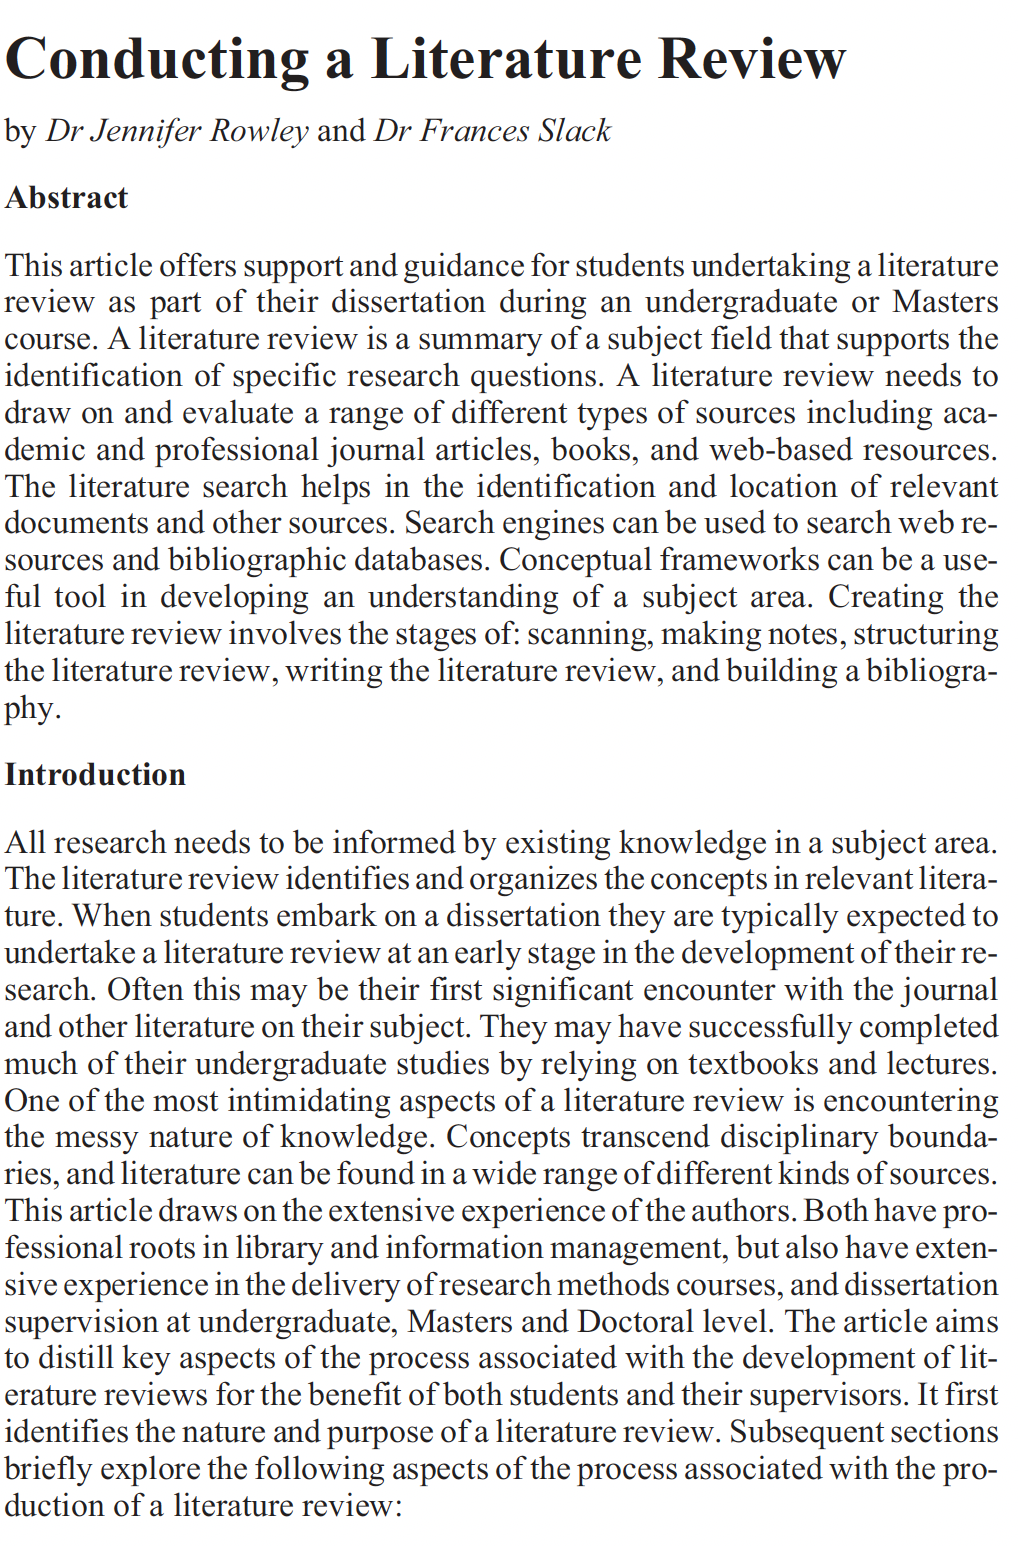 Conducting a Literature Review
by Dr Jennifer Rowley and Dr Frances Slack
Abstract
This article offers support and guidance for students undertaking a literature
review as part of their dissertation during an undergraduate or Masters
course. A literature review is a summary of a subject field that supports the
identification of specific research questions. A literature review needs to
draw on and evaluate a range of different types of sources including aca-
demic and professional journal articles, books, and web-based resources.
The literature search helps in the identification and location of relevant
documents and other sources. Search engines can be used to search web re-
sources and bibliographic databases. Conceptual frameworks can be a use-
ful tool in developing an understanding of a subject area. Creating the
literature review involves the stages of: scanning, making notes, structuring
the literature review, writing the literature review, and building a bibliogra-
phy.
Introduction
All research needs to be informed by existing knowledge in a subject area.
The literature review identifies and organizes the concepts in relevant litera-
ture. When students embark on a dissertation they are typically expected to
undertake a literature review at an early stage in the development of their re-
search. Often this may be their first significant encounter with the journal
and other literature on their subject. They may have successfully completed
much of their undergraduate studies by relying on textbooks and lectures.
One of the most intimidating aspects of a literature review is encountering
the messy nature of knowledge. Concepts transcend disciplinary bounda-
ries, and literature can be found in a wide range of different kinds of sources.
This article draws on the extensive experience of the authors. Both have pro-
fessional roots in library and information management, but also have exten-
sive experience in the delivery of research methods courses, and dissertation
supervision at undergraduate, Masters and Doctoral level. The article aims
to distill key aspects of the process associated with the development of lit-
erature reviews for the benefit of both students and their supervisors. It first
identifies the nature and purpose of a literature review. Subsequent sections
briefly explore the following aspects of the process associated with the pro-
duction of a literature review: